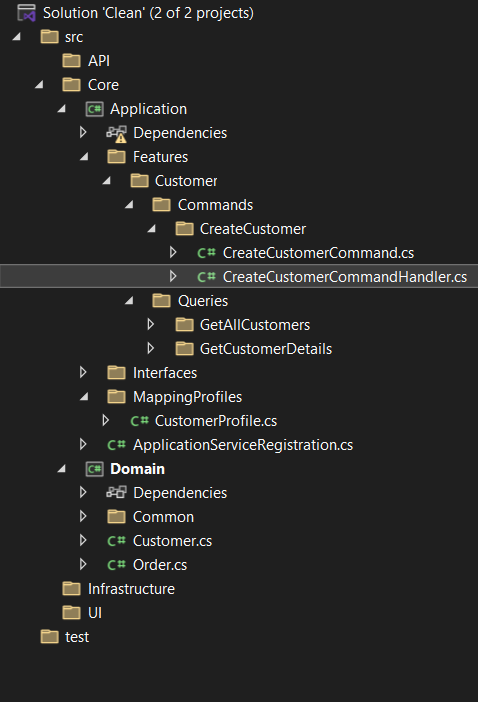 Solution 'Clean' (2 of 2 projects)
src
API
Core
C# Application
Dependencies
Features
Customer
Commands
CreateCustomer
C# CreateCustomerCommand.cs
C# CreateCustomerCommandHandler.cs
Queries
GetAllCustomers
GetCustomerDetails
Interfaces
MappingProfiles
C# CustomerProfile.cs
C# ApplicationServiceRegistration.cs
C# Domain
Dependencies
Common
C# Customer.cs
C# Order.cs
Infrastructure
UI
test